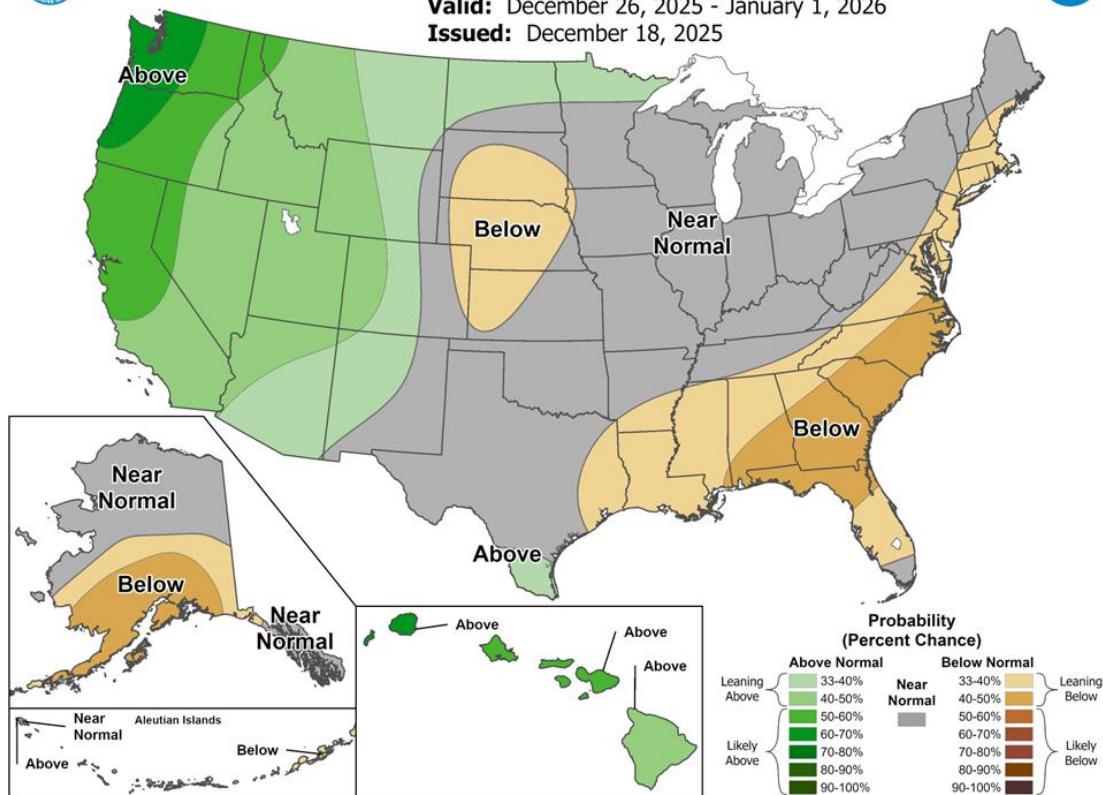 Valid: December 26, 2025 - January 1, 2026
Issued: December 18, 2025
Above
Below
Near
Normal
Below
Above
Near
Normal
Below
Near
Normal
Near
Normal
Aleutian Islands
Above
Below
Above
Above
Above
Probability
(Percent Chance)
Above Normal
Below Normal
Leaning
Above
33-40%
40-50%
50-60%
60-70%
70-80%
80-90%
90-100%
Likely
Above
Near
Normal
33-40%
40-50%
50-60%
60-70%
70-80%
80-90%
90-100%
Leaning
Below
Likely
Below